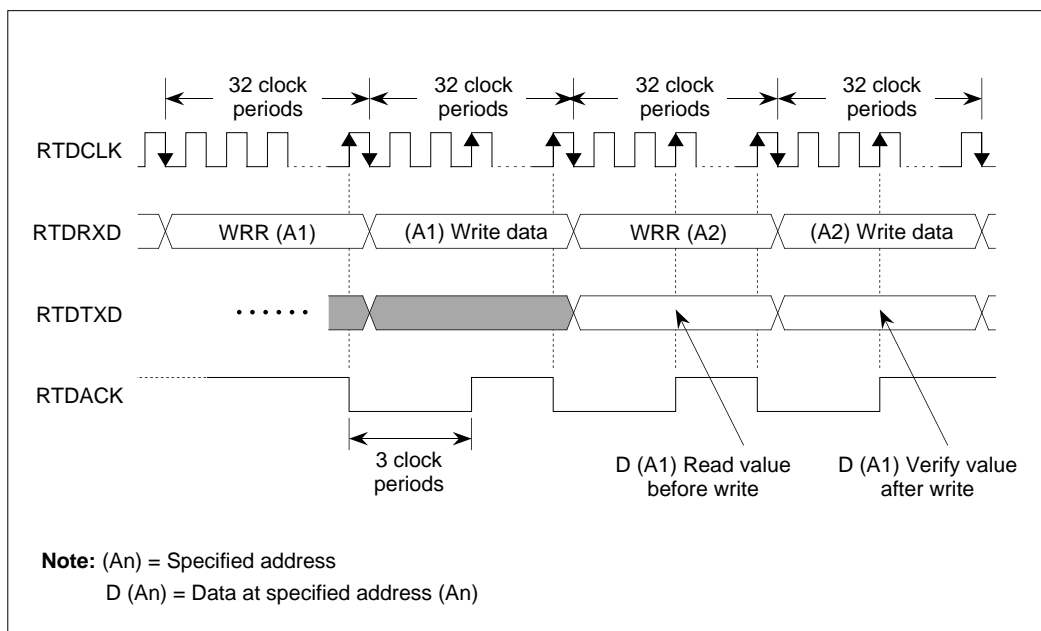 32 clock periods
32 clock periods
32 clock periods
32 clock periods
RTDCLK
RTDRXD
WRR (A1)
(A1) Write data
WRR (A2)
(A2) Write data
RTDTXD
RTDACK
3 clock periods
D (A1) Read value before write
D (A1) Verify value after write
Note: (An) = Specified address
D (An) = Data at specified address (An)